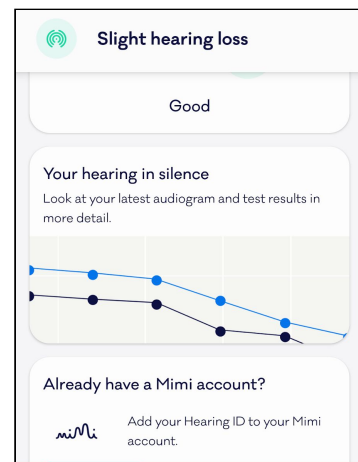 Slight hearing loss
Good
Your hearing in silence
Look at your latest audiogram and test results in
more detail.
Already have a Mimi account?
mimi
Add your Hearing ID to your Mimi
account.